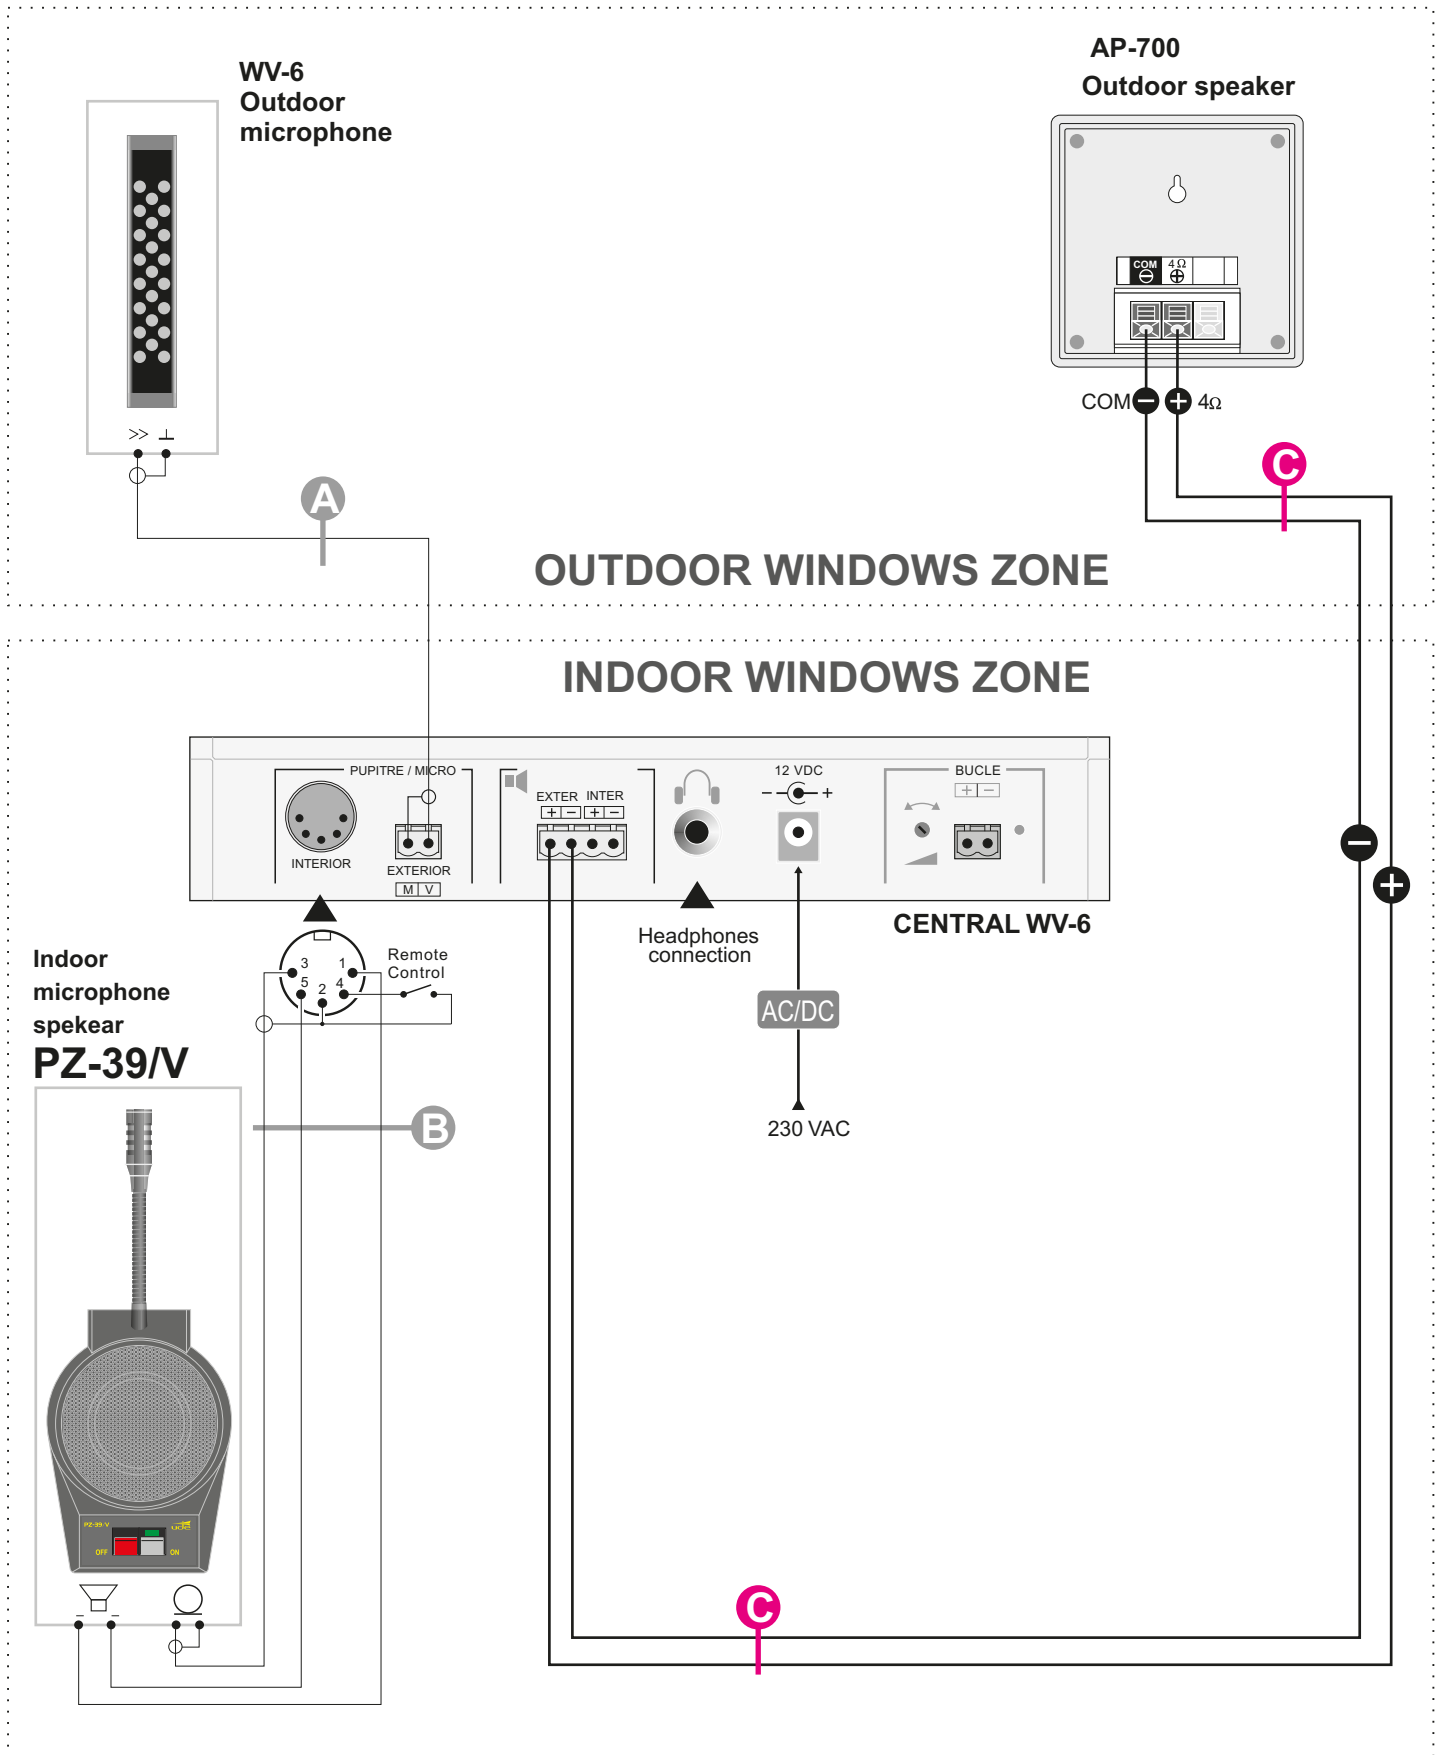 WV-6
Outdoor
microphone
AP-700
Outdoor speaker
COM 4Ω
COM 4Ω
>>
A
C
OUTDOOR WINDOWS ZONE
INDOOR WINDOWS ZONE
PUPITRE / MICRO
INTERIOR
EXTERIOR
M V
EXTER INTER
+ − + −
12 VDC
− +
BUCLE
+ −
− +
CENTRAL WV-6
Headphones
connection
Remote
Control
3 1
5 2 4
AC/DC
230 VAC
Indoor
microphone
spekear
PZ-39/V
B
PZ-39-V
OFF ON
− −
C